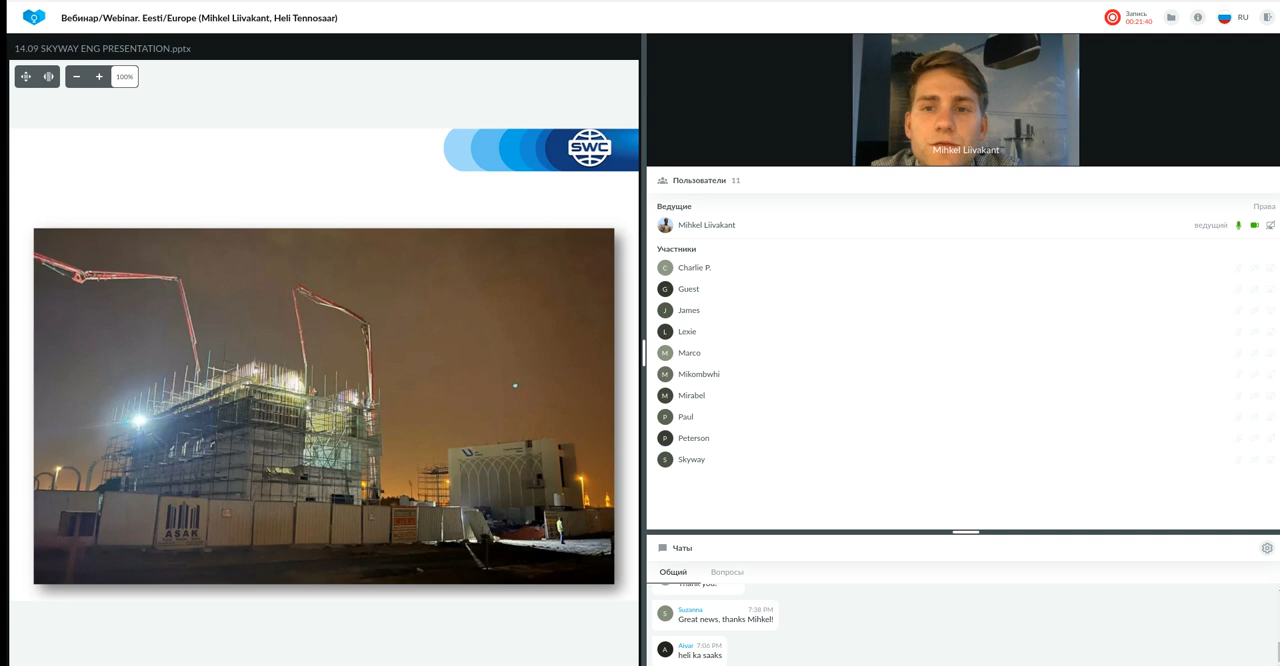 Вебинар/Webinar. Eesti/Europe (Mihkel Liivakant, Heli Tennosaar)
Запись
00:21:40
RU
14.09 SKYWAY ENG PRESENTATION.pptx
100%
SWC
ASAK
Mihkel Liivakant
Пользователи 11
Ведущие Права
Mihkel Liivakant ведущий
Участники
C Charlie P.
G Guest
J James
L Lexie
M Marco
M Mikombwhi
M Mirabel
P Paul
P Peterson
S Skyway
Чаты
Общий Вопросы
Thank you!
S Suzanna 7:38 PM
Great news, thanks Mihkel!
A Aivar 7:06 PM
heli ka saaks